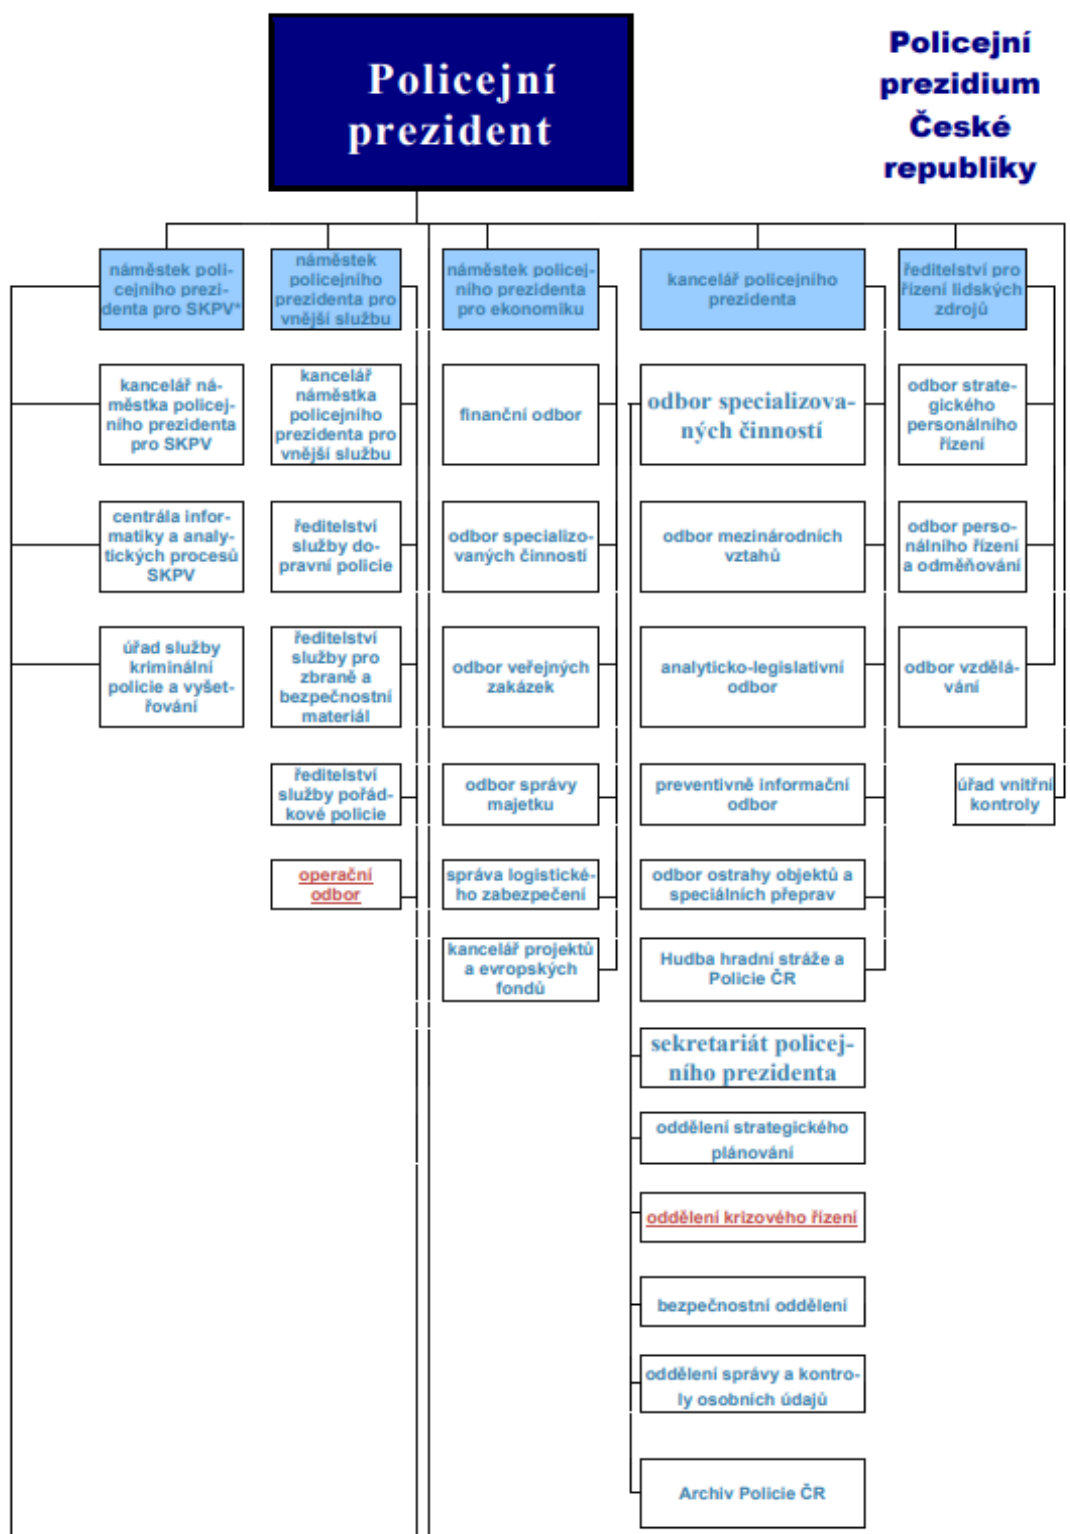 Policejní
prezident
Policejní
prezidium
České
republiky
náměstek poli-
cejního prezi-
denta pro SKPV*
náměstek
policejního
prezidenta pro
vnější službu
náměstek policej-
ního prezidenta
pro ekonomiku
kancelář policejního
prezidenta
ředitelství pro
řízení lidských
zdrojů
kancelář ná-
městka policej-
ního prezidenta
pro SKPV
kancelář
náměstka
policejního
prezidenta pro
vnější službu
finanční odbor
odbor specializova-
ných činností
odbor strate-
gického
personálního
řízení
centrála infor-
matiky a analy-
tických procesů
SKPV
ředitelství
služby do-
pravní policie
odbor specializo-
vaných činností
odbor mezinárodních
vztahů
odbor perso-
nálního řízení
a odměňování
úřad služby
kriminální
policie a vyšet-
řování
ředitelství
služby pro
zbraně a
bezpečnostní
materiál
odbor veřejných
zakázek
analyticko-legislativní
odbor
odbor vzdělá-
vání
ředitelství
služby pořád-
kové policie
odbor správy
majetku
preventivně informační
odbor
úřad vnitřní
kontroly
operační
odbor
správa logistické-
ho zabezpečení
odbor ostrahy objektů a
speciálních přeprav
kancelář projektů
a evropských
fondů
Hudba hradní stráže a
Policie ČR
sekretariát policej-
ního prezidenta
oddělení strategického
plánování
oddělení krizového řízení
bezpečnostní oddělení
oddělení správy a kontro-
ly osobních údajů
Archiv Policie ČR